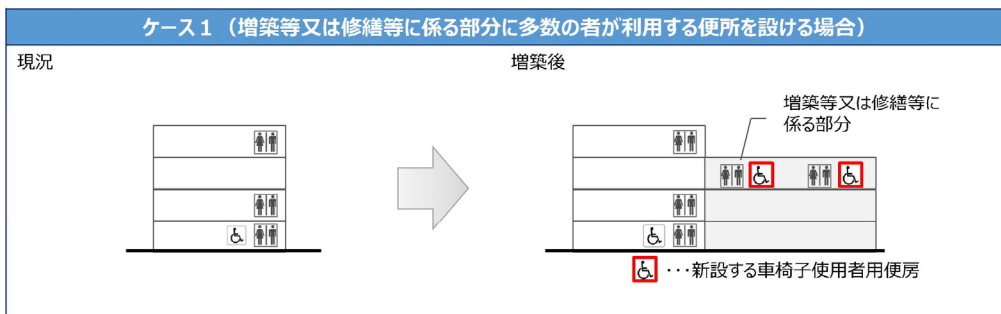 ケース１（増築等又は修繕等に係る部分に多数の者が利用する便所を設ける場合）
現況
増築後
増築等又は修繕等に
係る部分
・・・新設する車椅子使用者用便房